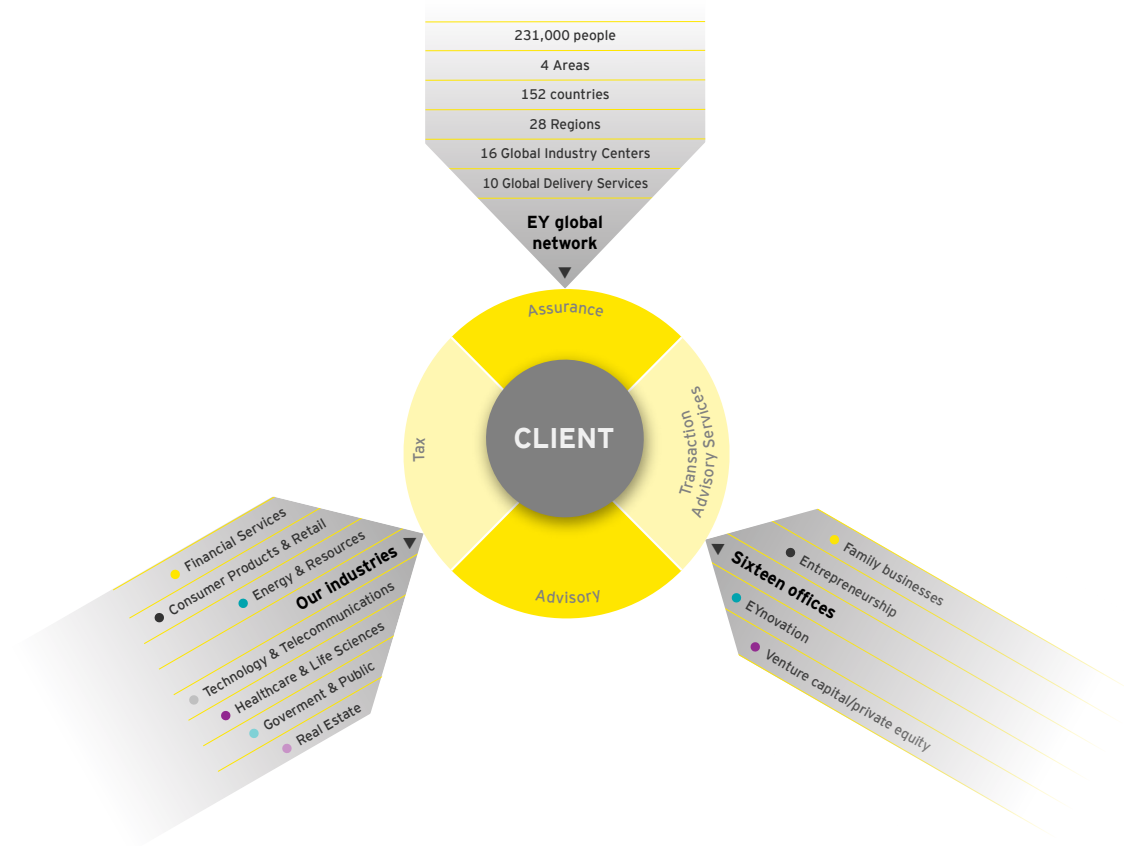 231,000 people
4 Areas
152 countries
28 Regions
16 Global Industry Centers
10 Global Delivery Services
EY global
network
Assurance
Tax
CLIENT
Transaction
Advisory Services
Advisory
Financial Services
Consumer Products & Retail
Energy & Resources
Our industries
Technology & Telecommunications
Healthcare & Life Sciences
Goverment & Public
Real Estate
Family businesses
Entrepreneurship
Sixteen offices
EYnovation
Venture capital/private equity